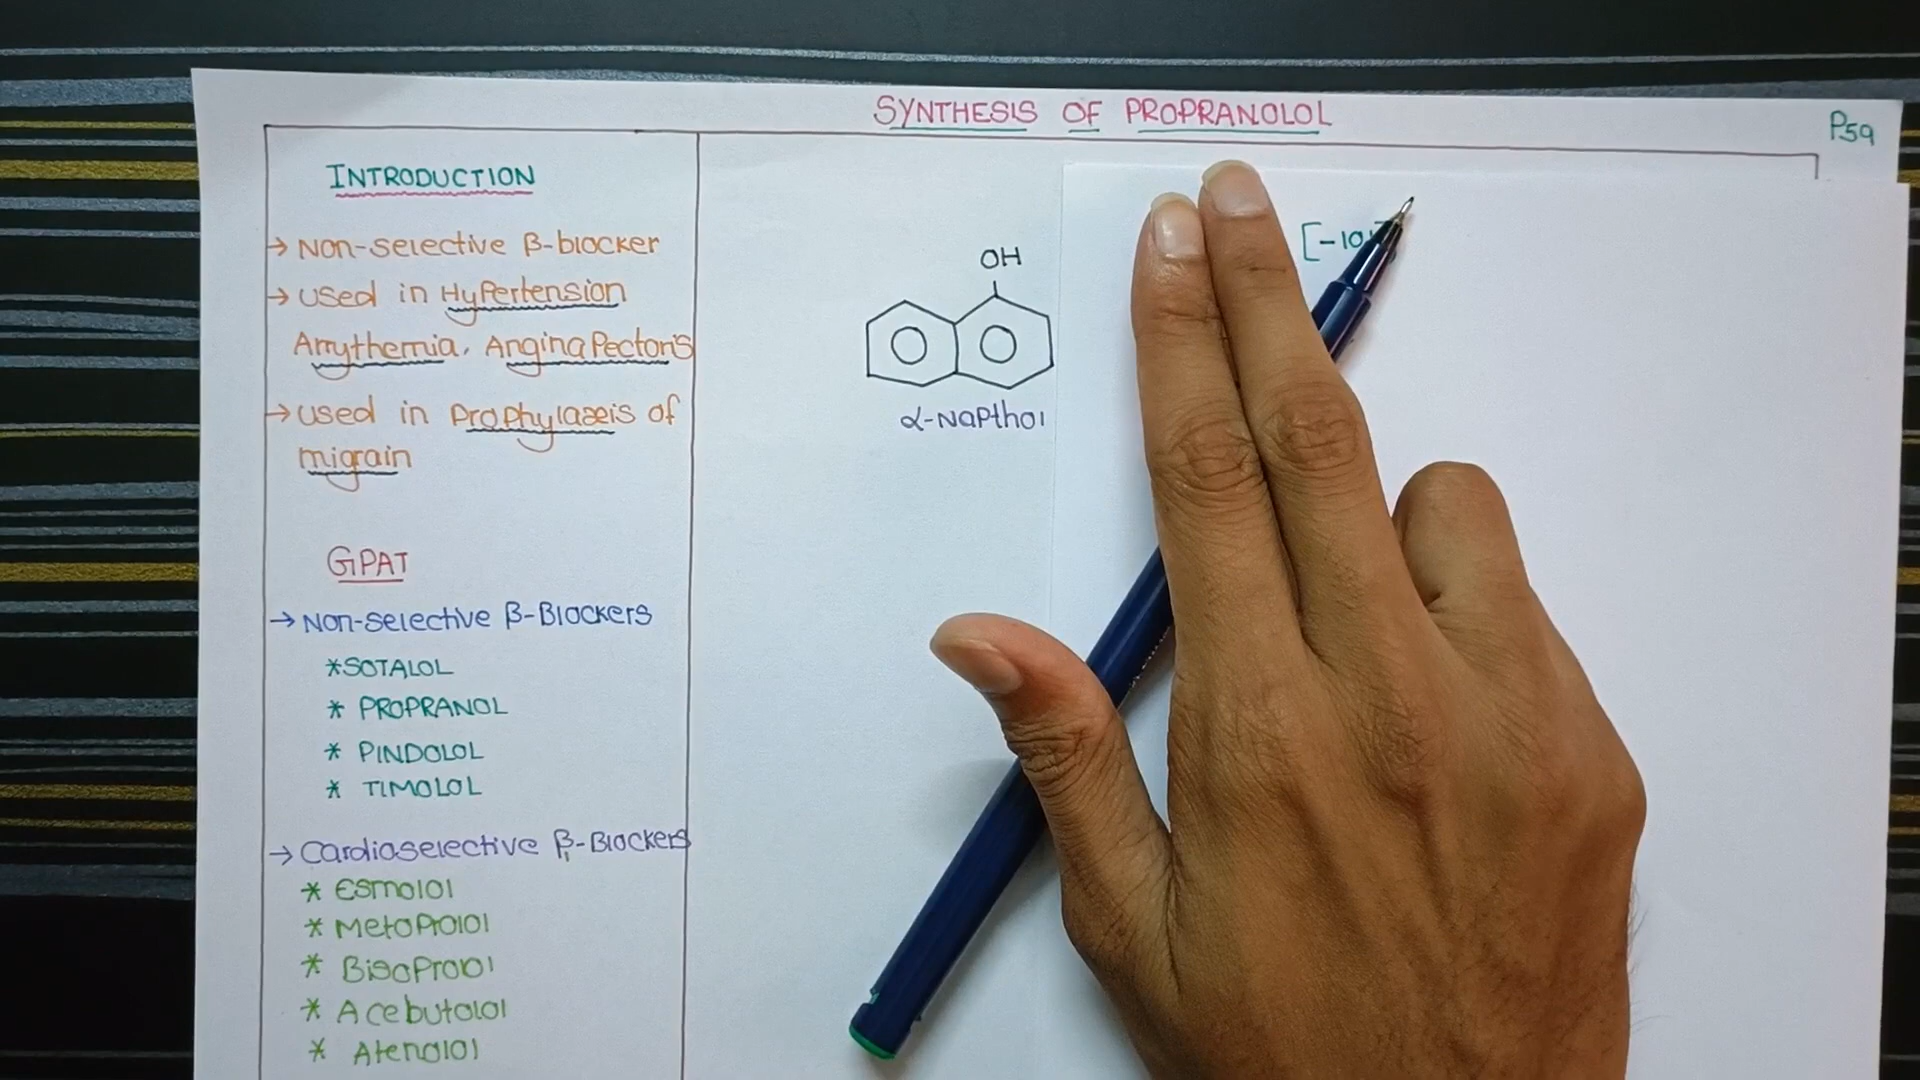 SYNTHESIS OF PROPRANOLOL
P59
INTRODUCTION
→ Non-selective β-blocker
→ used in Hypertension
Arrythemia, Angina Pectoris
→ used in Prophylaxeis of
migrain
GPAT
→ Non-selective β-Blockers
*SOTALOL
* PROPRANOL
* PINDOLOL
* TIMOLOL
→ Cardioselective β₁-Blockers
* Esmolol
* Metoprolol
* Bisoprolol
* Acebutolol
* Atenolol
OH
α-Napthol